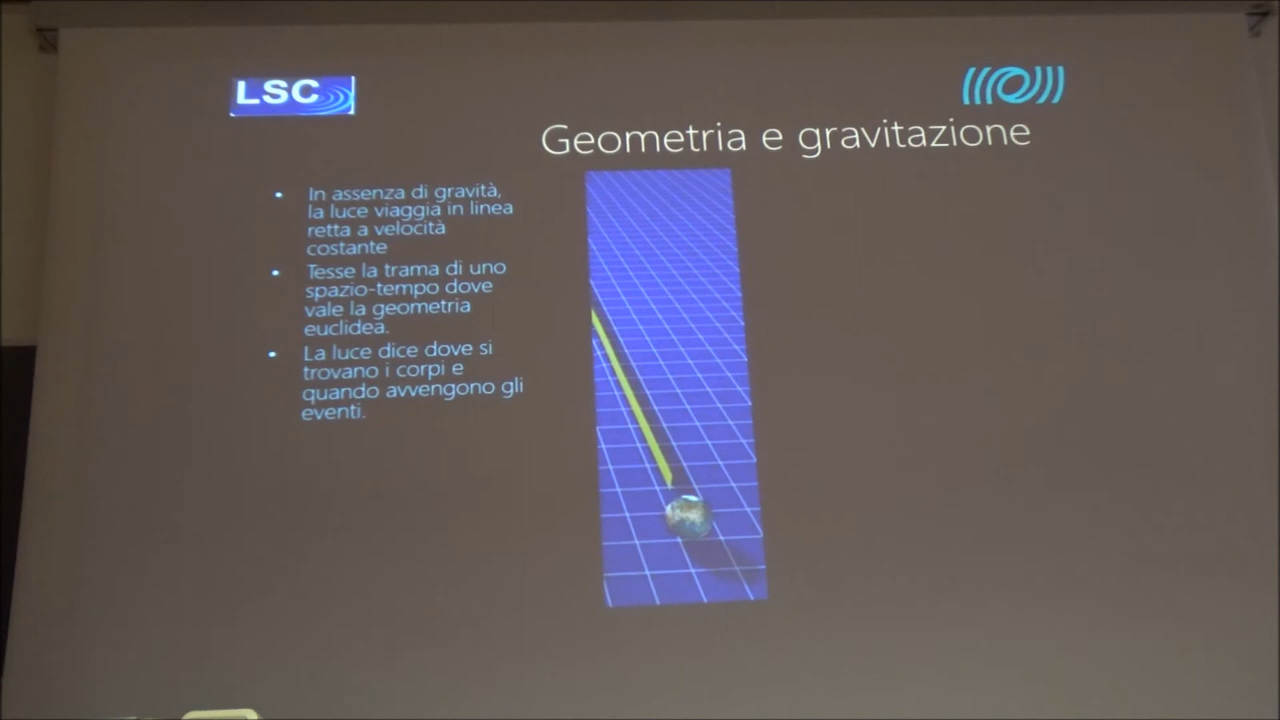 LSC
Geometria e gravitazione
• In assenza di gravità,
la luce viaggia in linea
retta a velocità
costante
• Tesse la trama di uno
spazio-tempo dove
vale la geometria
euclidea.
• La luce dice dove si
trovano i corpi e
quando avvengono gli
eventi.